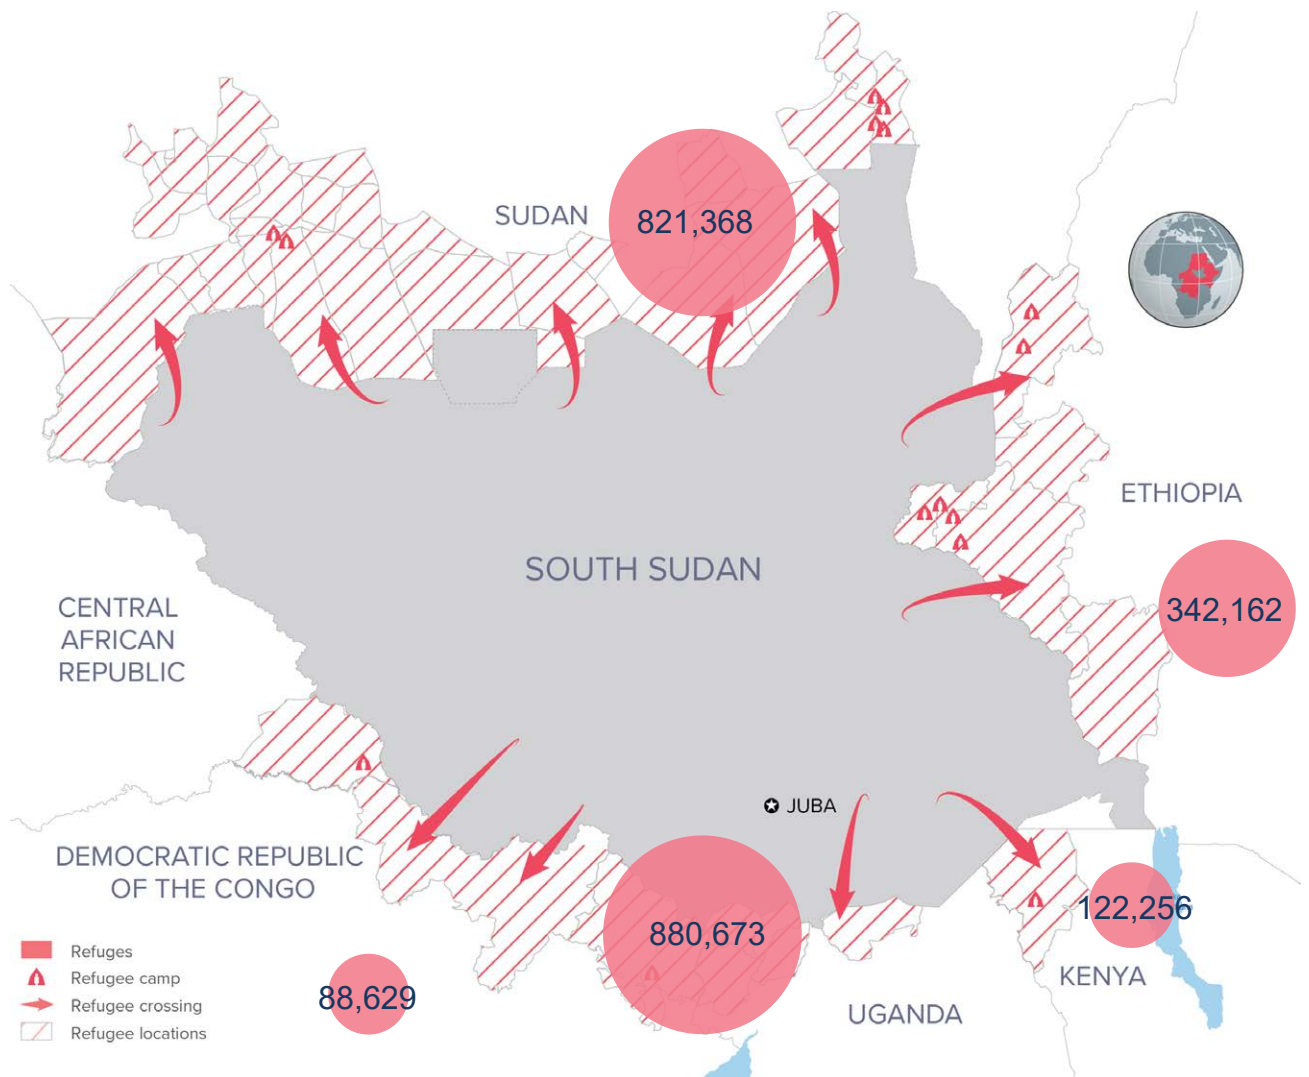 SUDAN
821,368
ETHIOPIA
SOUTH SUDAN
342,162
CENTRAL
AFRICAN
REPUBLIC
JUBA
DEMOCRATIC REPUBLIC
OF THE CONGO
122,256
880,673
Refuges
Refugee camp
KENYA
88,629
Refugee crossing
UGANDA
Refugee locations